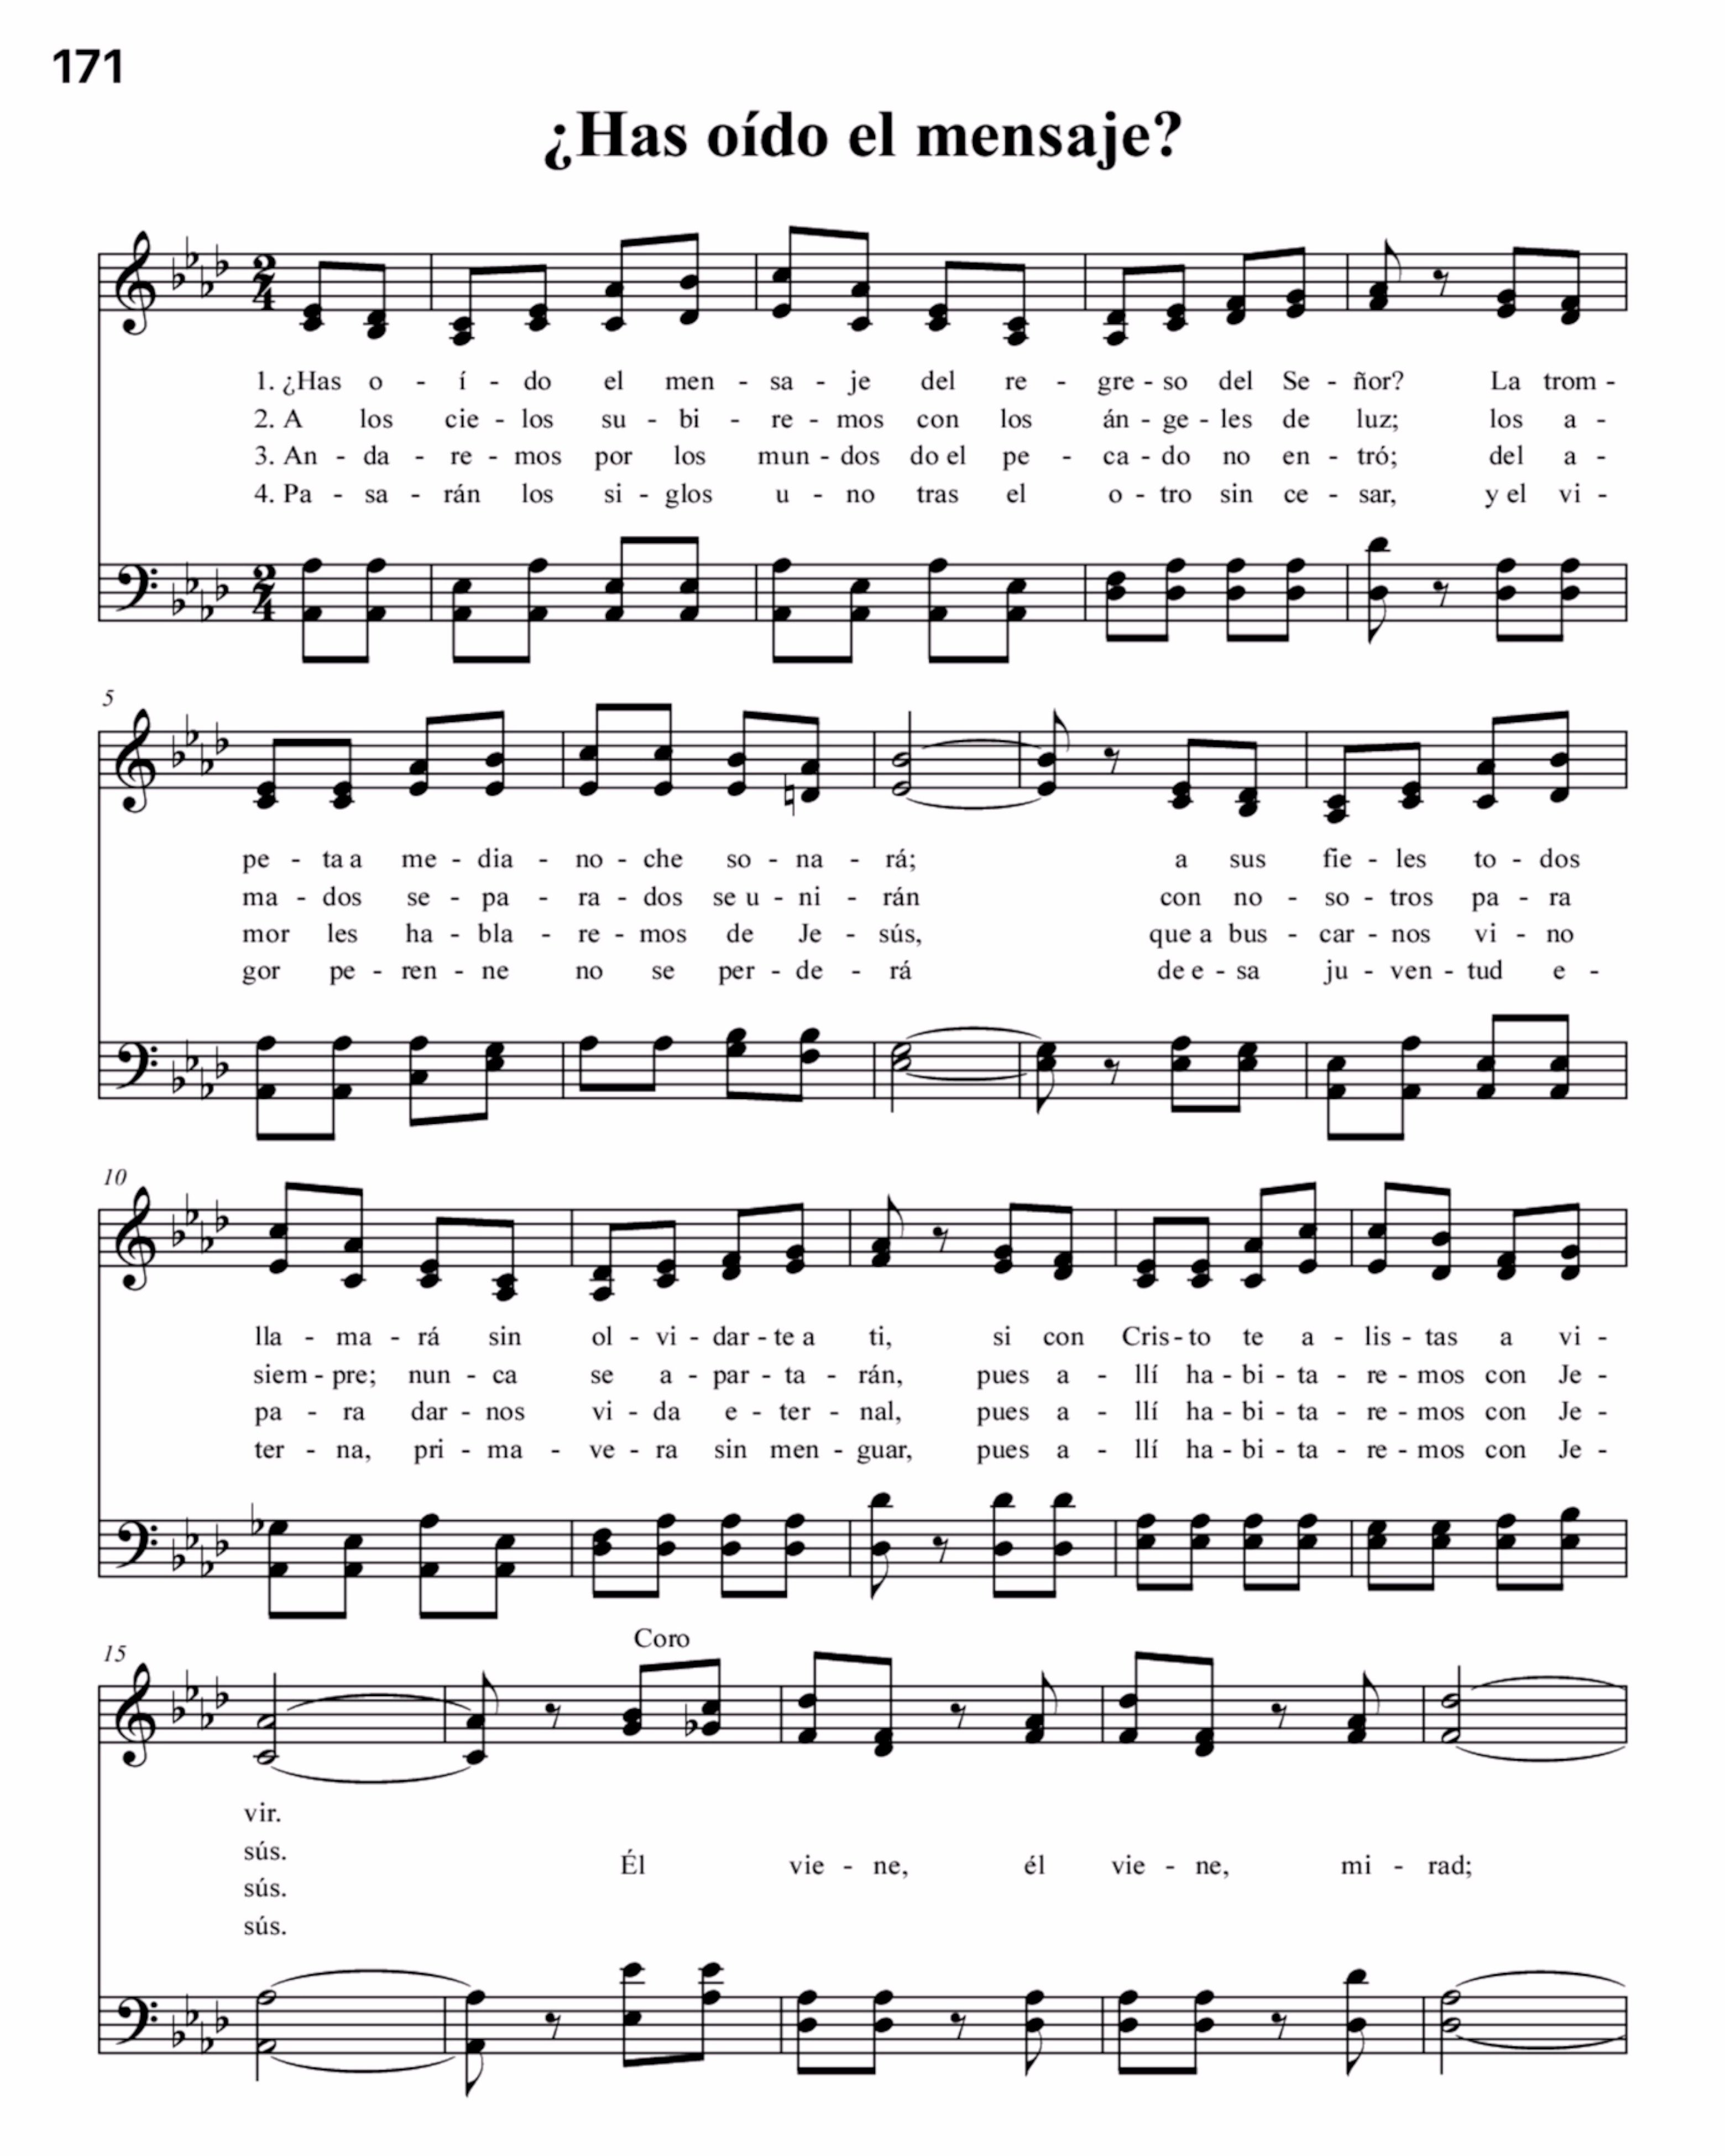 171
¿Has oído el mensaje?
1. ¿Has o - í - do el men - sa - je del re - gre - so del Se - ñor? La trom -
2. A los cie - los su - bi - re - mos con los án - ge - les de luz; los a -
3. An - da - re - mos por los mun - dos do el pe - ca - do no en - tró; del a -
4. Pa - sa - rán los si - glos u - no tras el o - tro sin ce - sar, y el vi -
5
pe - ta a me - dia - no - che so - na - rá; a sus fie - les to - dos
ma - dos se - pa - ra - dos se u - ni - rán con no - so - tros pa - ra
mor les ha - bla - re - mos de Je - sús, que a bus - car - nos vi - no
gor pe - ren - ne no se per - de - rá de e - sa ju - ven - tud e -
10
lla - ma - rá sin ol - vi - dar - te a ti, si con Cris - to te a - lis - tas a vi -
siem - pre; nun - ca se a - par - ta - rán, pues a - llí ha - bi - ta - re - mos con Je -
pa - ra dar - nos vi - da e - ter - nal, pues a - llí ha - bi - ta - re - mos con Je -
ter - na, pri - ma - ve - ra sin men - guar, pues a - llí ha - bi - ta - re - mos con Je -
15
Coro
vir.
sús.
Él vie - ne, él vie - ne, mi - rad;
sús.
sús.